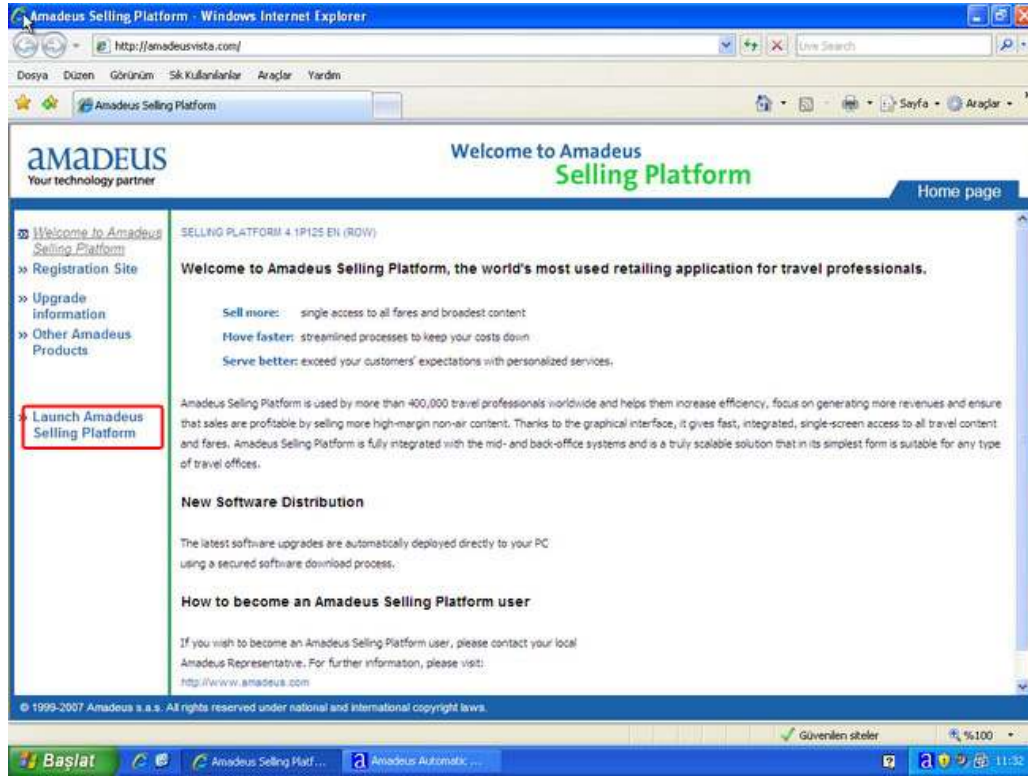 Amadeus Selling Platform - Windows Internet Explorer
http://amadeusvista.com/
Live Search
Dosya Düzen Görünüm Sık Kullanılanlar Araçlar Yardım
Amadeus Selling Platform
Sayfa
Araçlar
amadeus
Your technology partner
Welcome to Amadeus
Selling Platform
Home page
Welcome to Amadeus
Selling Platform
» Registration Site
» Upgrade
information
» Other Amadeus
Products
» Launch Amadeus
Selling Platform
SELLING PLATFORM 4.1P125 EN (ROW)
Welcome to Amadeus Selling Platform, the world's most used retailing application for travel professionals.
Sell more: single access to all fares and broadest content
Move faster: streamlined processes to keep your costs down
Serve better: exceed your customers' expectations with personalized services.
Amadeus Selling Platform is used by more than 400,000 travel professionals worldwide and helps them increase efficiency, focus on generating more revenues and ensure
that sales are profitable by selling more high-margin non-air content. Thanks to the graphical interface, it gives fast, integrated, single-screen access to all travel content
and fares. Amadeus Selling Platform is fully integrated with the mid- and back-office systems and is a truly scalable solution that in its simplest form is suitable for any type
of travel offices.
New Software Distribution
The latest software upgrades are automatically deployed directly to your PC
using a secured software download process.
How to become an Amadeus Selling Platform user
If you wish to become an Amadeus Selling Platform user, please contact your local
Amadeus Representative. For further information, please visit:
http://www.amadeus.com
© 1999-2007 Amadeus s.a.s. All rights reserved under national and international copyright laws.
Güvenilen siteler
%100
Başlat
Amadeus Selling Platf...
Amadeus Automatic ...
11:32